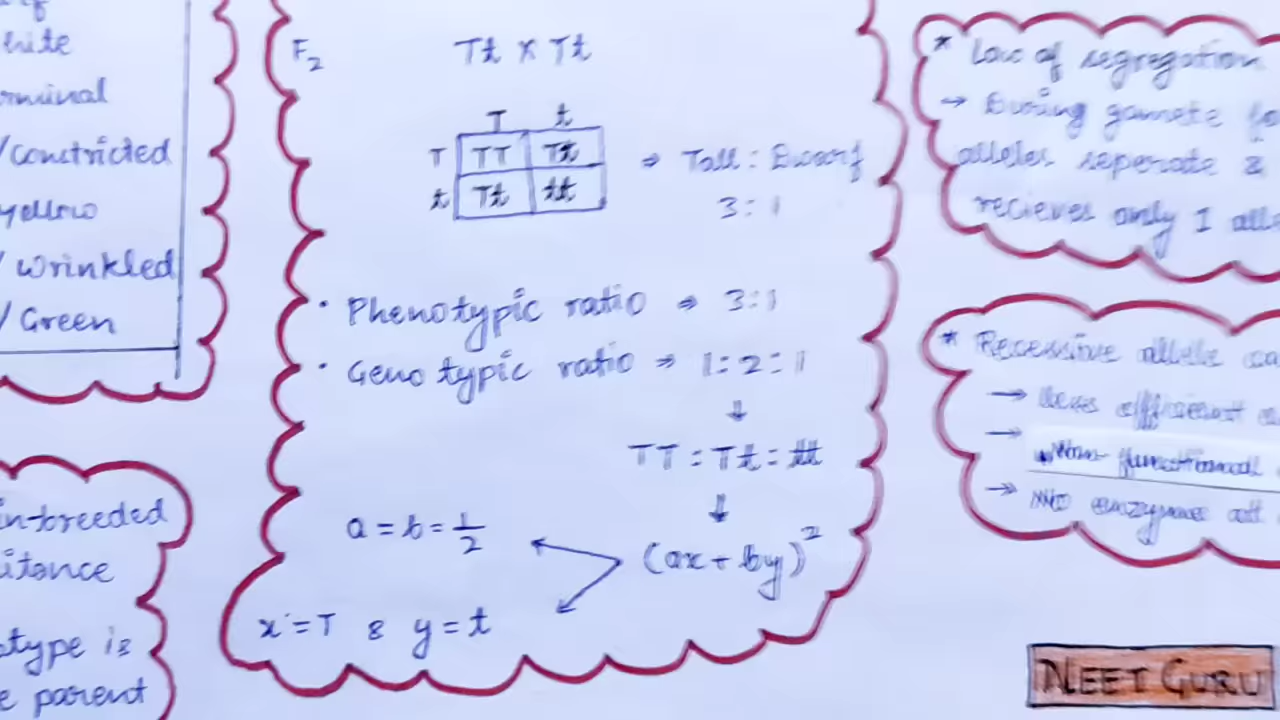 hite
rminal
/Constricted
yellow
/ wrinkled
/ Green
in-breeded
itance
otype is
e parent
F2 Tt × Tt
T t
T TT Tt
t Tt tt
⇒ Tall : Dwarf
3 : 1
• Phenotypic ratio ⇒ 3:1
• Genotypic ratio ⇒ 1:2:1
⇓
TT : Tt : tt
⇓
(ax + by)²
a = b = 1/2
x = T & y = t
* Law of segregation
→ During gamete fo
alleles seperate &
recieves only 1 all
* Recessive allele
→ less efficient
→ Non-functional
→ No enzyme at
NEET GURU